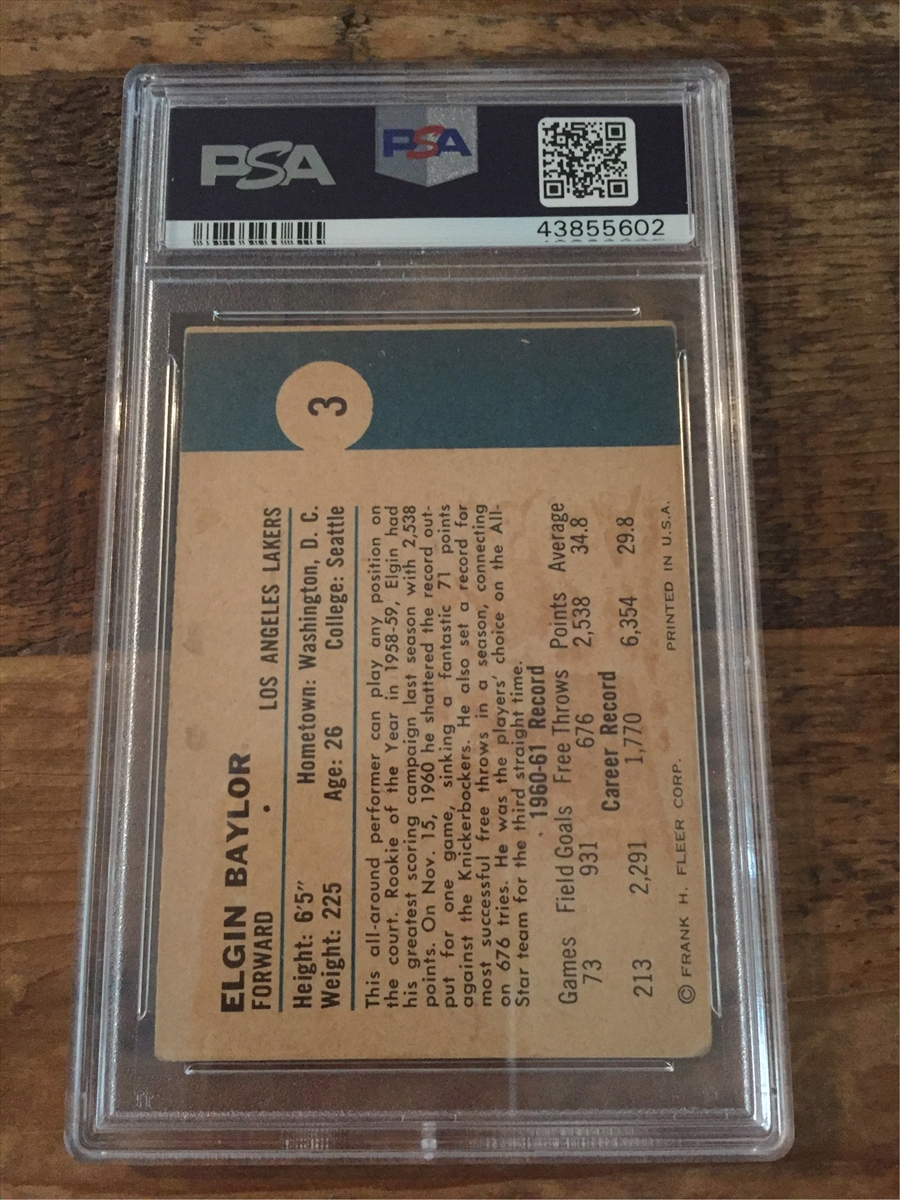 PSA
PSA
43855602
3
ELGIN BAYLOR
FORWARD • LOS ANGELES LAKERS
Height: 6'5" Hometown: Washington, D. C.
Weight: 225 Age: 26 College: Seattle
This all-around performer can play any position on
the court. Rookie of the Year in 1958-59, Elgin had
his greatest scoring campaign last season with 2,538
points. On Nov. 15, 1960 he shattered the record out-
put for one game, sinking a fantastic 71 points
against the Knickerbockers. He also set a record for
most successful free throws in a season, connecting
on 676 tries. He was the players' choice on the All-
Star team for the third straight time.
1960-61 Record
Games Field Goals Free Throws Points Average
73 931 676 2,538 34.8
Career Record
213 2,291 1,770 6,354 29.8
© FRANK H. FLEER CORP. PRINTED IN U.S.A.